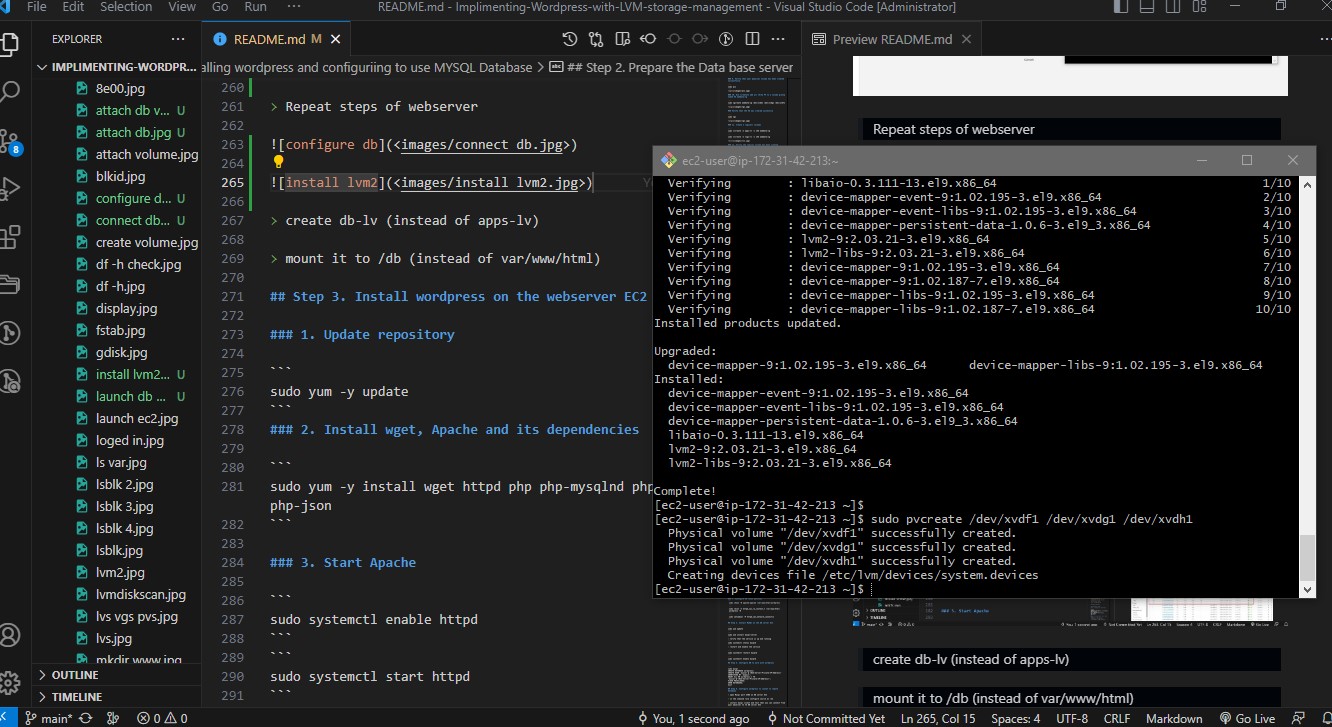 File Edit Selection View Go Run ··· README.md - Implimenting-Wordpress-with-LVM-storage-management - Visual Studio Code [Administrator]
EXPLORER ···
IMPLIMENTING-WORDPR...
8e00.jpg
attach db v... U
attach db.jpg U
attach volume.jpg
blkid.jpg
configure d... U
connect db... U
create volume.jpg
df -h check.jpg
df -h.jpg
display.jpg
fstab.jpg
gdisk.jpg
install lvm2... U
launch db ... U
launch ec2.jpg
loged in.jpg
ls var.jpg
lsblk 2.jpg
lsblk 3.jpg
lsblk 4.jpg
lsblk.jpg
lvm2.jpg
lvmdiskscan.jpg
lvs vgs pvs.jpg
lvs.jpg
mkdir www.jpg
OUTLINE
TIMELINE
8
README.md M
alling wordpress and configuriing to use MYSQL Database > ## Step 2. Prepare the Data base server
260
261 > Repeat steps of webserver
262
263 ![configure db](<images/connect db.jpg>)
264
265 ![install lvm2](<images/install lvm2.jpg>)
266
267 > create db-lv (instead of apps-lv)
268
269 > mount it to /db (instead of var/www/html)
270
271 ## Step 3. Install wordpress on the webserver EC2
272
273 ### 1. Update repository
274
275 ```
276 sudo yum -y update
277 ```
278 ### 2. Install wget, Apache and its dependencies
279
280 ```
281 sudo yum -y install wget httpd php php-mysqlnd php
php-json
282 ```
283
284 ### 3. Start Apache
285
286 ```
287 sudo systemctl enable httpd
288 ```
289 ```
290 sudo systemctl start httpd
291 ```
Preview README.md
Repeat steps of webserver
ec2-user@ip-172-31-42-213:~
Verifying : libaio-0.3.111-13.el9.x86_64 1/10
Verifying : device-mapper-event-9:1.02.195-3.el9.x86_64 2/10
Verifying : device-mapper-event-libs-9:1.02.195-3.el9.x86_64 3/10
Verifying : device-mapper-persistent-data-1.0.6-3.el9_3.x86_64 4/10
Verifying : lvm2-9:2.03.21-3.el9.x86_64 5/10
Verifying : lvm2-libs-9:2.03.21-3.el9.x86_64 6/10
Verifying : device-mapper-9:1.02.195-3.el9.x86_64 7/10
Verifying : device-mapper-9:1.02.187-7.el9.x86_64 8/10
Verifying : device-mapper-libs-9:1.02.195-3.el9.x86_64 9/10
Verifying : device-mapper-libs-9:1.02.187-7.el9.x86_64 10/10
Installed products updated.
Upgraded:
device-mapper-9:1.02.195-3.el9.x86_64 device-mapper-libs-9:1.02.195-3.el9.x86_64
Installed:
device-mapper-event-9:1.02.195-3.el9.x86_64
device-mapper-event-libs-9:1.02.195-3.el9.x86_64
device-mapper-persistent-data-1.0.6-3.el9_3.x86_64
libaio-0.3.111-13.el9.x86_64
lvm2-9:2.03.21-3.el9.x86_64
lvm2-libs-9:2.03.21-3.el9.x86_64
Complete!
[ec2-user@ip-172-31-42-213 ~]$
[ec2-user@ip-172-31-42-213 ~]$ sudo pvcreate /dev/xvdf1 /dev/xvdg1 /dev/xvdh1
Physical volume "/dev/xvdf1" successfully created.
Physical volume "/dev/xvdg1" successfully created.
Physical volume "/dev/xvdh1" successfully created.
Creating devices file /etc/lvm/devices/system.devices
[ec2-user@ip-172-31-42-213 ~]$
create db-lv (instead of apps-lv)
mount it to /db (instead of var/www/html)
main* 0 0 You, 1 second ago Not Committed Yet Ln 265, Col 15 Spaces: 4 UTF-8 CRLF Markdown Go Live